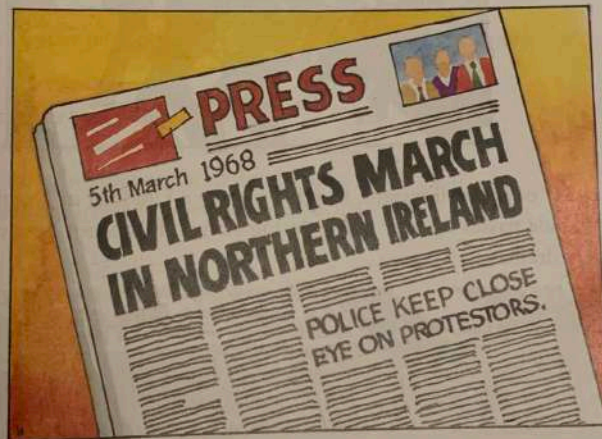 PRESS
5th March 1968
CIVIL RIGHTS MARCH
IN NORTHERN IRELAND
POLICE KEEP CLOSE
EYE ON PROTESTORS.